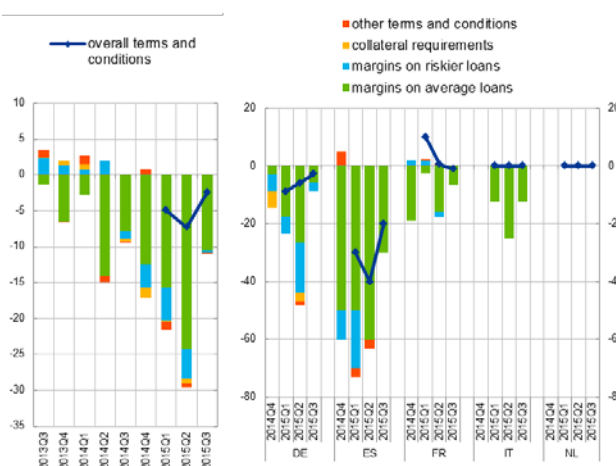 overall terms and
conditions
other terms and conditions
collateral requirements
margins on riskier loans
margins on average loans
10
5
0
-5
-10
-15
-20
-25
-30
-35
2013Q3
2013Q4
2014Q1
2014Q2
2014Q3
2014Q4
2015Q1
2015Q2
2015Q3
20
0
-20
-40
-60
-80
20
0
2014Q4
2015Q1
2015Q2
2015Q3
2014Q4
2015Q1
2015Q2
2015Q3
2014Q4
2015Q1
2015Q2
2015Q3
2014Q4
2015Q1
2015Q2
2015Q3
2014Q4
2015Q1
2015Q2
2015Q3
DE
ES
FR
IT
NL